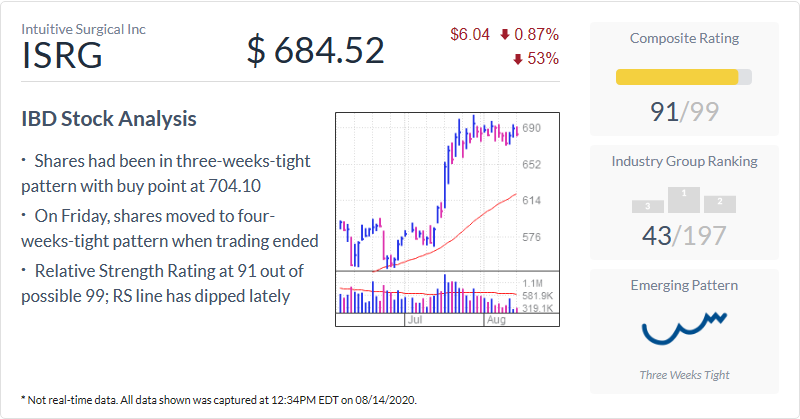 Intuitive Surgical Inc
ISRG
$ 684.52
$6.04 0.87%
53%
IBD Stock Analysis
• Shares had been in three-weeks-tight
pattern with buy point at 704.10
• On Friday, shares moved to four-
weeks-tight pattern when trading ended
• Relative Strength Rating at 91 out of
possible 99; RS line has dipped lately
690
652
614
576
1.1M
581.9K
319.1K
Jul Aug
Composite Rating
91/99
Industry Group Ranking
3 1 2
43/197
Emerging Pattern
Three Weeks Tight
* Not real-time data. All data shown was captured at 12:34PM EDT on 08/14/2020.